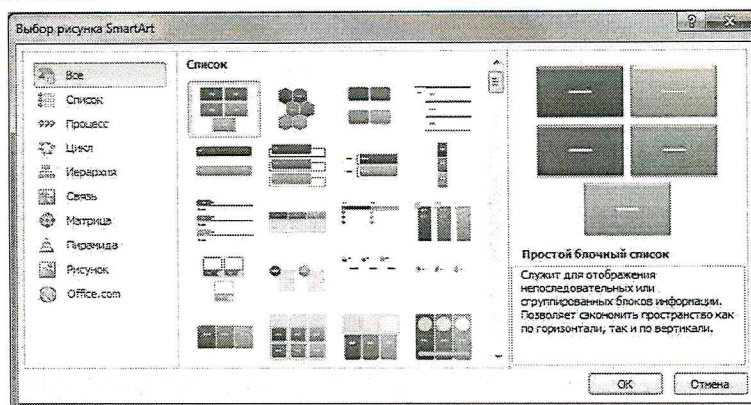 Выбор рисунка SmartArt
Все
Список
Процесс
Цикл
Иерархия
Связь
Матрица
Пирамида
Рисунок
Office.com
Список
Простой блочный список
Служит для отображения
непоследовательных или
сгруппированных блоков информации.
Позволяет сэкономить пространство как
по горизонтали, так и по вертикали.
ОК
Отмена